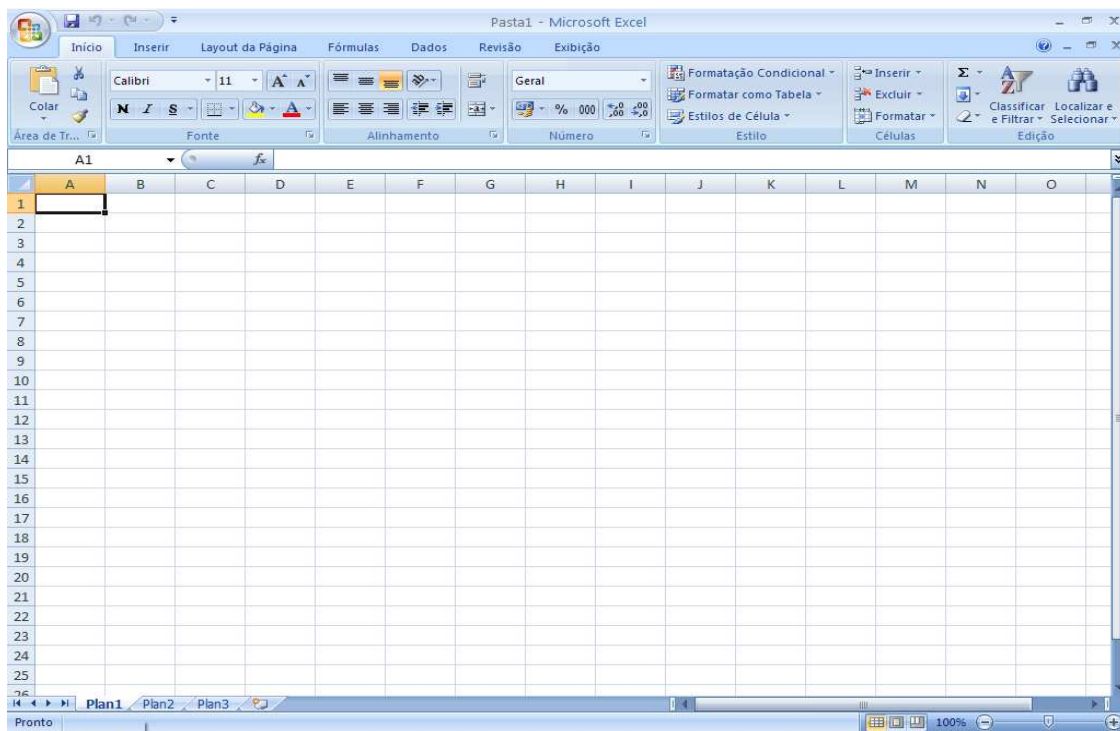 Pasta1 - Microsoft Excel
Início Inserir Layout da Página Fórmulas Dados Revisão Exibição
Calibri 11 A A Geral Formatação Condicional Inserir Σ
Colar N I S A % 000 Formatar como Tabela Excluir Classificar e Filtrar Localizar e Selecionar
Estilos de Célula Formatar
Área de Tr... Fonte Alinhamento Número Estilo Células Edição
A1 fx
A B C D E F G H I J K L M N O
1
2
3
4
5
6
7
8
9
10
11
12
13
14
15
16
17
18
19
20
21
22
23
24
25
26
Plan1 Plan2 Plan3
Pronto 100%